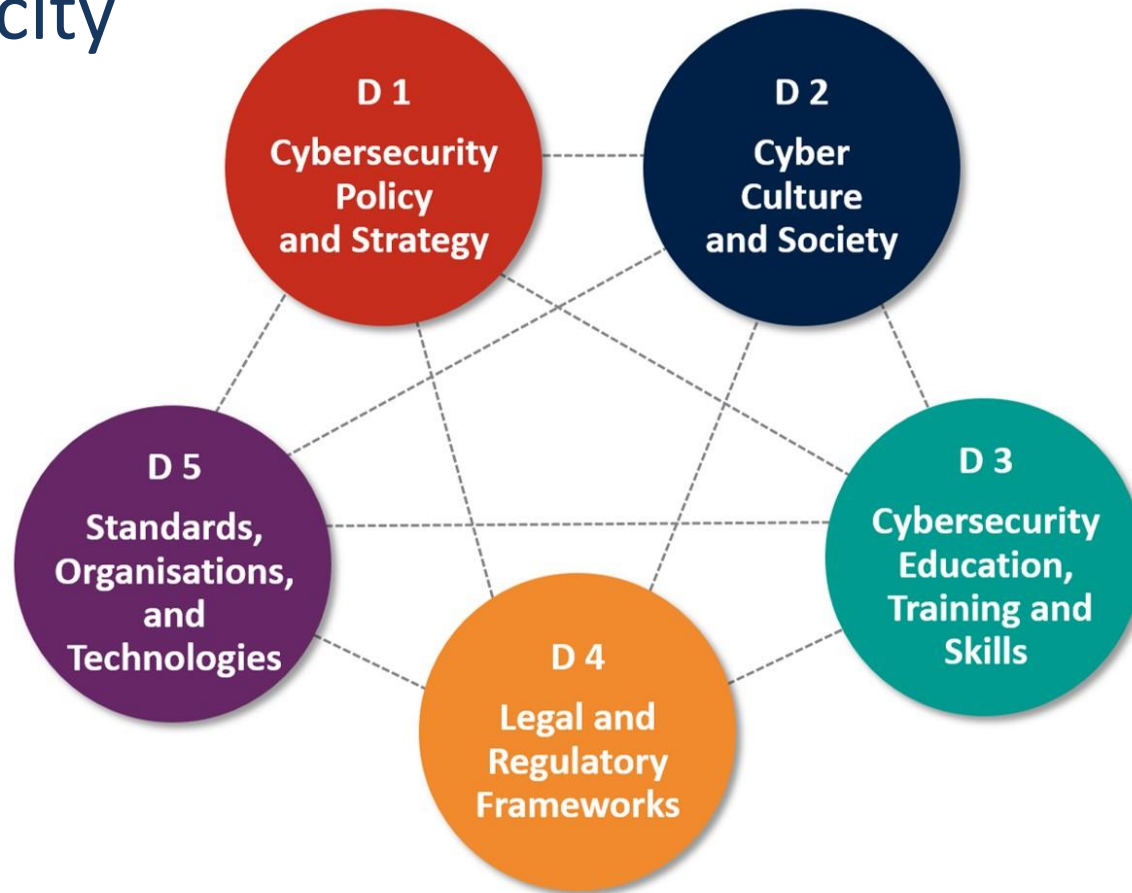 city
D 1
Cybersecurity
Policy
and Strategy
D 2
Cyber
Culture
and Society
D 3
Cybersecurity
Education,
Training and
Skills
D 4
Legal and
Regulatory
Frameworks
D 5
Standards,
Organisations,
and
Technologies